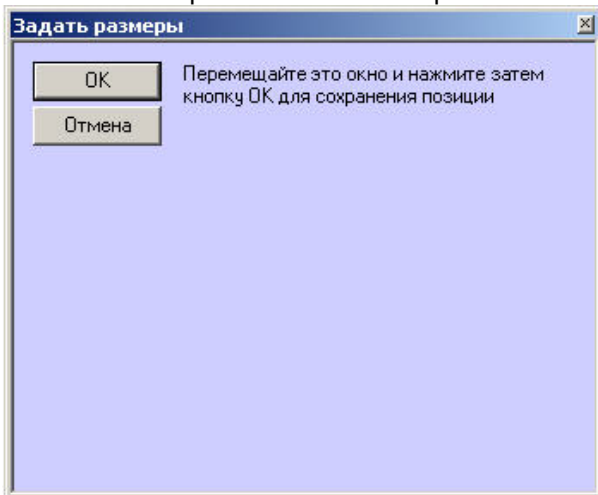 Задать размеры
OK
Перемещайте это окно и нажмите затем
кнопку OK для сохранения позиции
Отмена